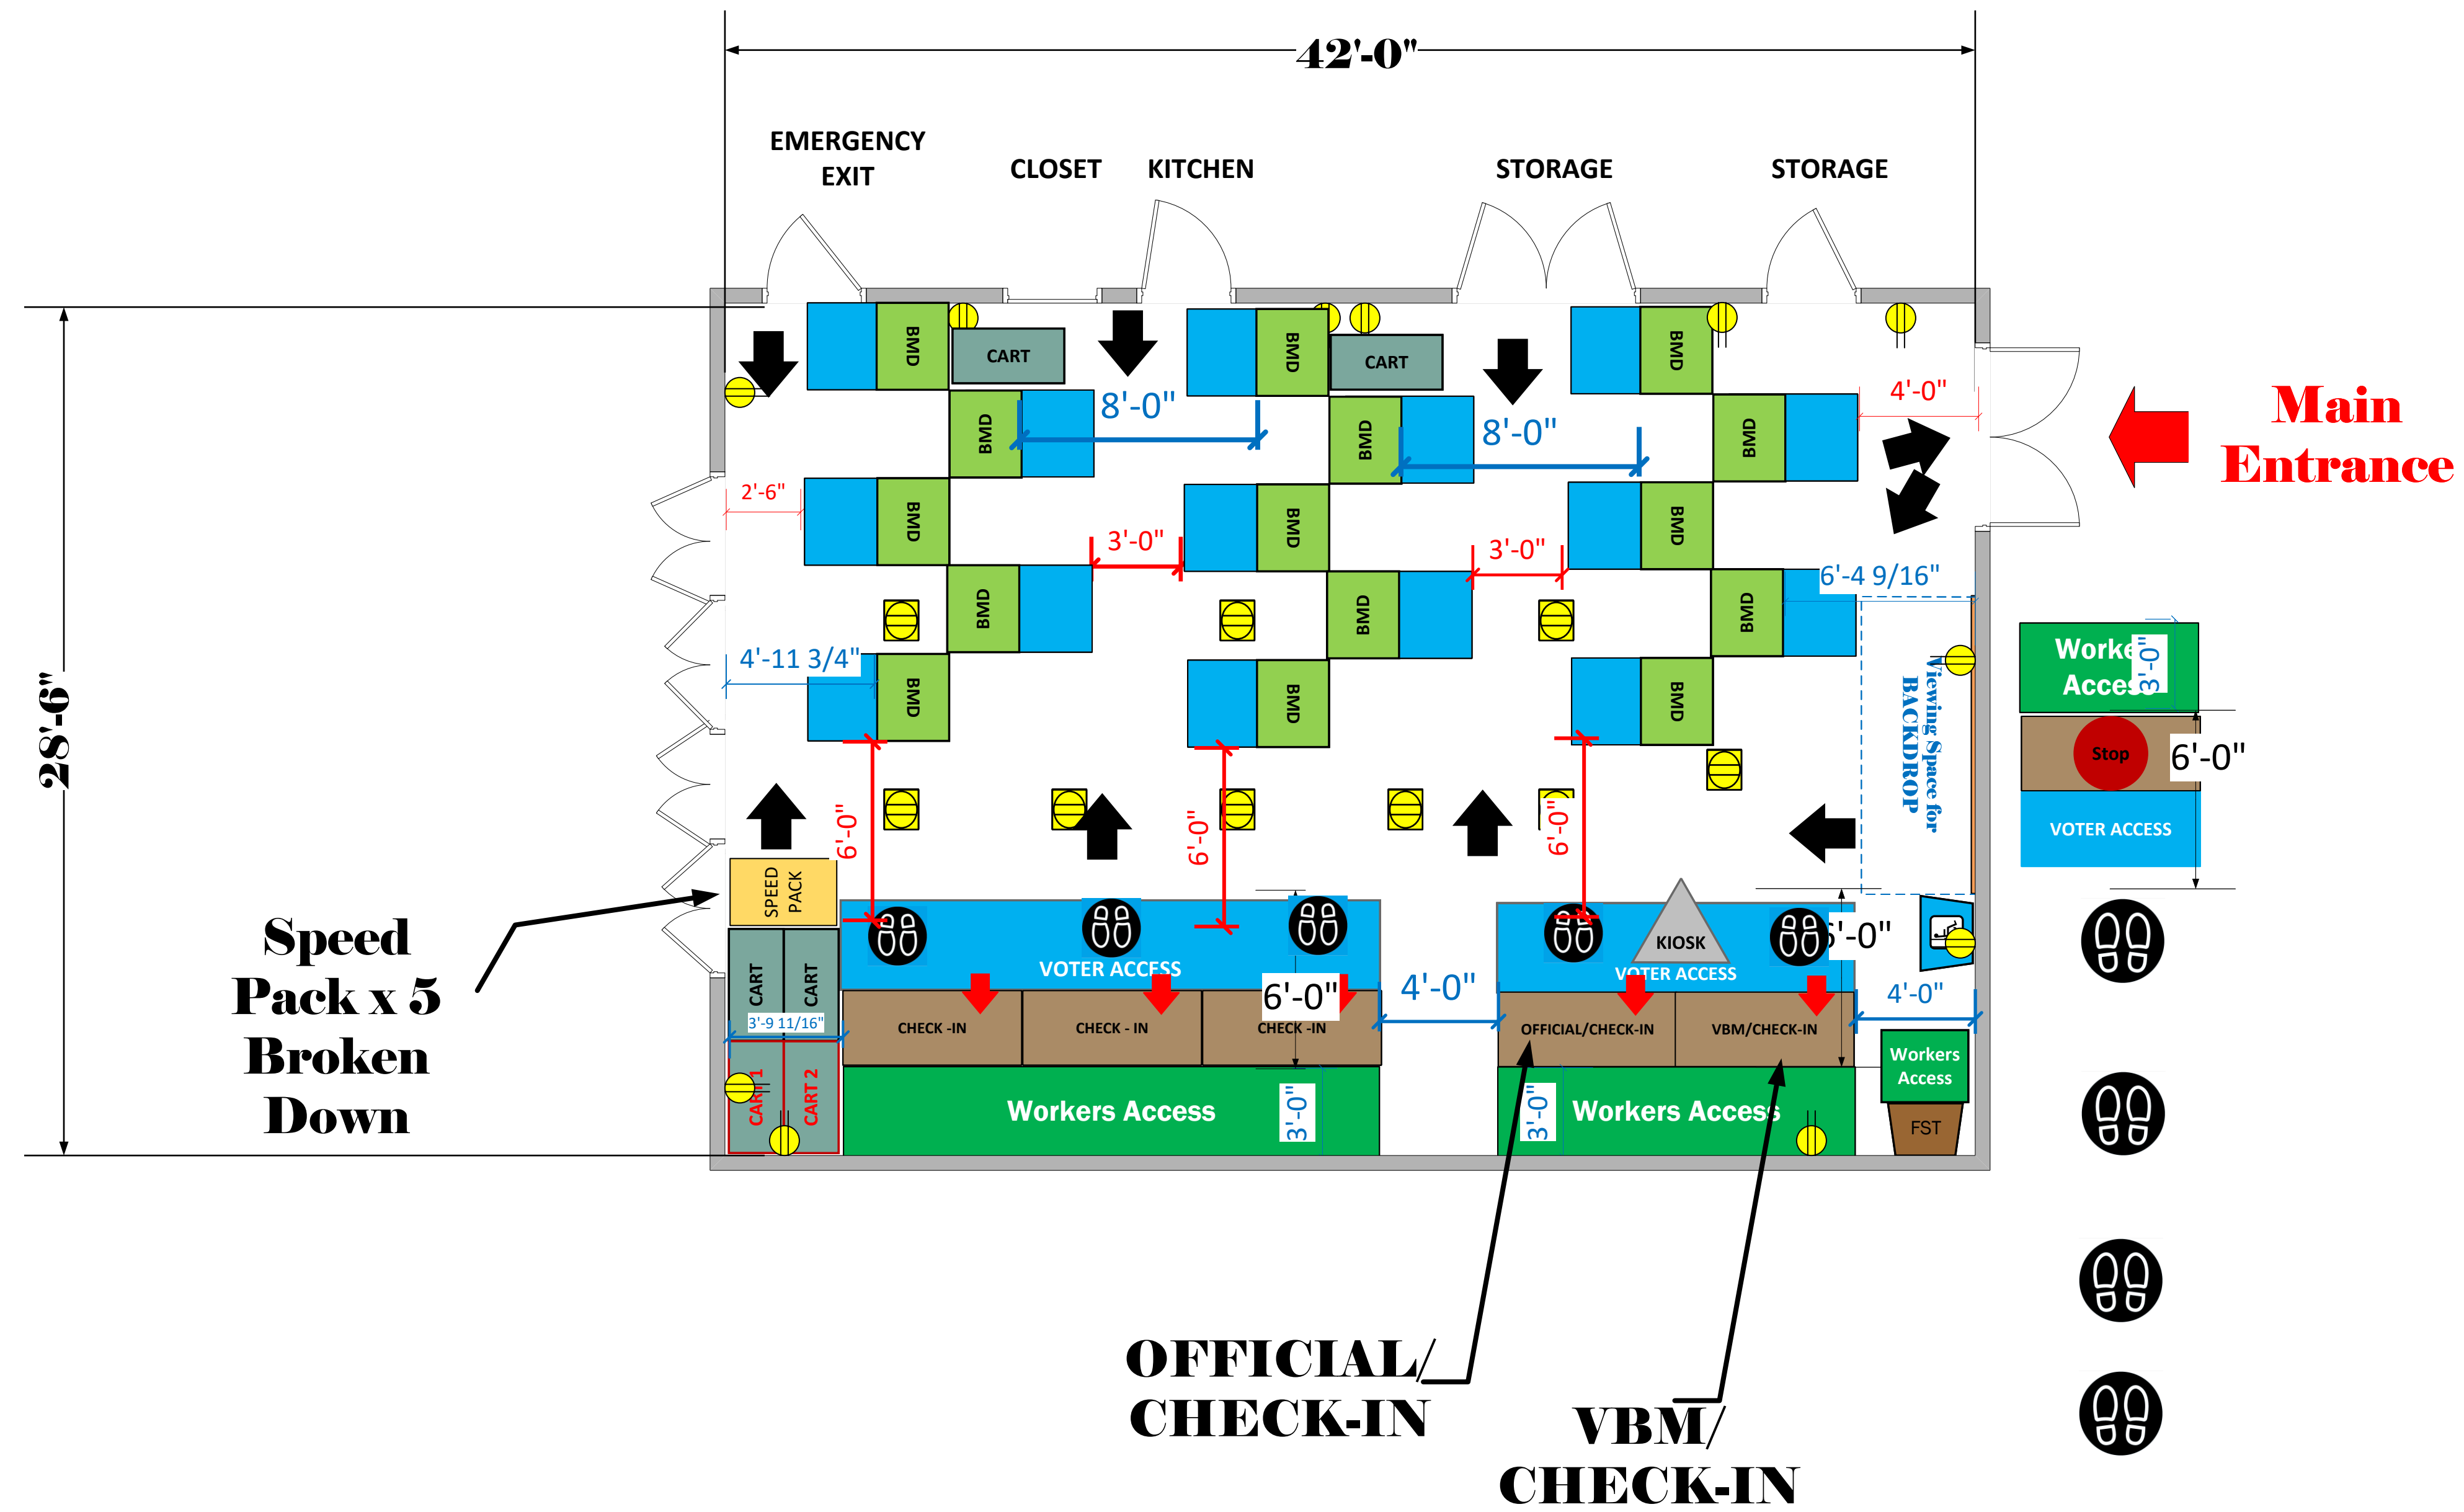 42'-0"
EMERGENCY
EXIT
CLOSET
KITCHEN
STORAGE
STORAGE
BMD
CART
BMD
CART
BMD
4'-0"
Main
Entrance
BMD
8'-0"
BMD
8'-0"
BMD
2'-6"
BMD
3'-0"
BMD
3'-0"
BMD
6'-4 9/16"
BMD
BMD
BMD
4'-11 3/4"
BMD
BMD
BMD
Viewing Space for
BACKDROP
Workers
Access
3'-0"
Stop
6'-0"
VOTER ACCESS
28'-6"
6'-0"
6'-0"
6'-0"
SPEED
PACK
Speed
Pack x 5
Broken
Down
CART
CART
3'-9 11/16"
CART 1
CART 2
VOTER ACCESS
6'-0"
4'-0"
KIOSK
VOTER ACCESS
6'-0"
4'-0"
CHECK -IN
CHECK - IN
CHECK -IN
OFFICIAL/CHECK-IN
VBM/CHECK-IN
Workers
Access
Workers Access
3'-0"
3'-0"
Workers Access
FST
OFFICIAL/
CHECK-IN
VBM/
CHECK-IN